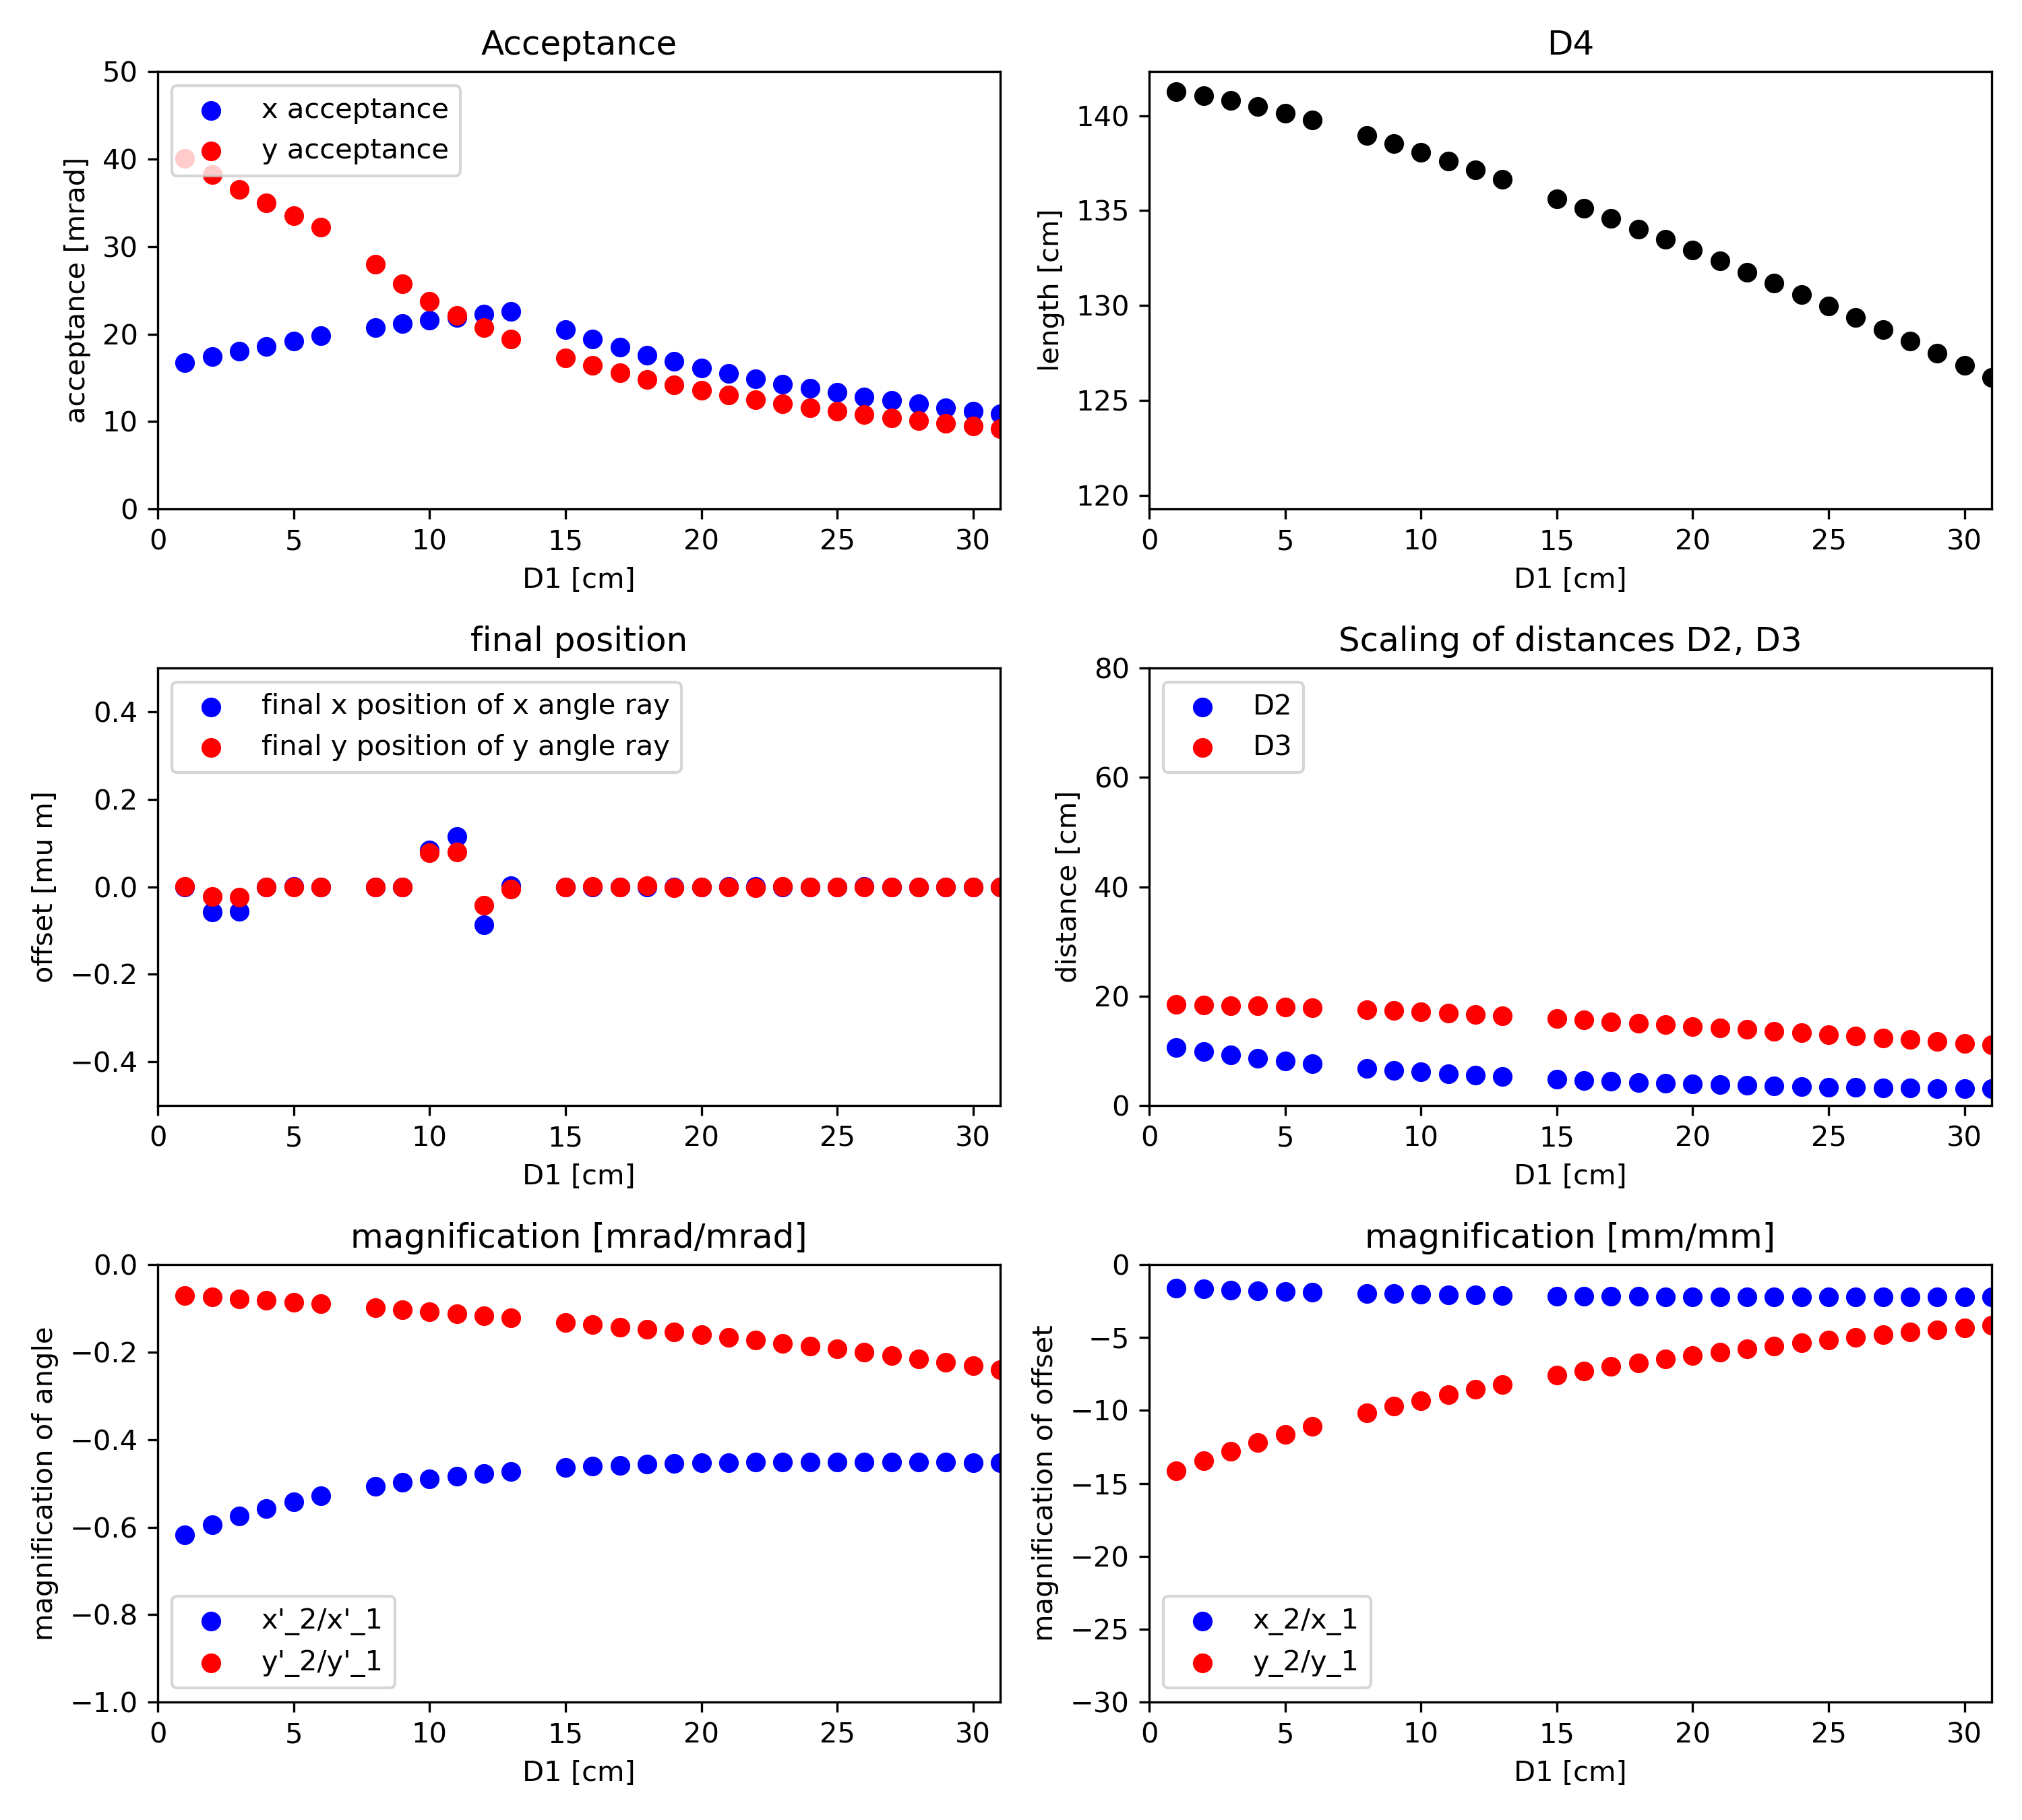 Acceptance
x acceptance
y acceptance
acceptance [mrad]
50
40
30
20
10
0
0 5 10 15 20 25 30
D1 [cm]
D4
length [cm]
140
135
130
125
120
0 5 10 15 20 25 30
D1 [cm]
final position
final x position of x angle ray
final y position of y angle ray
offset [mu m]
0.4
0.2
0.0
−0.2
−0.4
0 5 10 15 20 25 30
D1 [cm]
Scaling of distances D2, D3
D2
D3
distance [cm]
80
60
40
20
0
0 5 10 15 20 25 30
D1 [cm]
magnification [mrad/mrad]
magnification of angle
0.0
−0.2
−0.4
−0.6
−0.8
−1.0
x'_2/x'_1
y'_2/y'_1
0 5 10 15 20 25 30
D1 [cm]
magnification [mm/mm]
magnification of offset
0
−5
−10
−15
−20
−25
−30
x_2/x_1
y_2/y_1
0 5 10 15 20 25 30
D1 [cm]